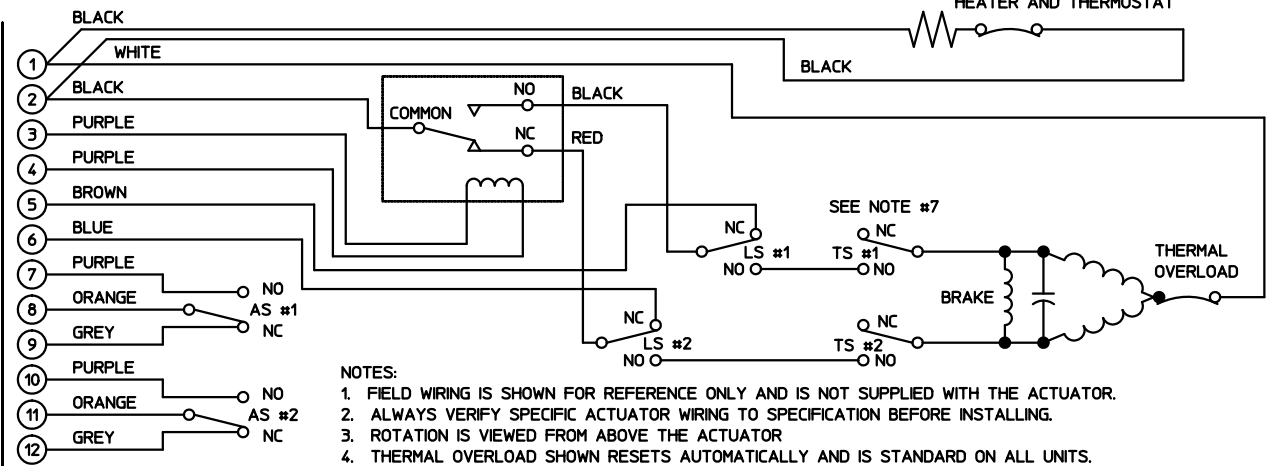 HEATER AND THERMOSTAT
BLACK
1
WHITE
BLACK
2
BLACK
COMMON
NO
BLACK
NC
RED
3
PURPLE
4
PURPLE
5
BROWN
6
BLUE
7
PURPLE
8
ORANGE
9
GREY
NO
AS #1
NC
10
PURPLE
11
ORANGE
12
GREY
NO
AS #2
NC
SEE NOTE #7
NC
LS #1
NO
NC
TS #1
NO
NC
LS #2
NO
NC
TS #2
NO
BRAKE
THERMAL
OVERLOAD
NOTES:
1. FIELD WIRING IS SHOWN FOR REFERENCE ONLY AND IS NOT SUPPLIED WITH THE ACTUATOR.
2. ALWAYS VERIFY SPECIFIC ACTUATOR WIRING TO SPECIFICATION BEFORE INSTALLING.
3. ROTATION IS VIEWED FROM ABOVE THE ACTUATOR
4. THERMAL OVERLOAD SHOWN RESETS AUTOMATICALLY AND IS STANDARD ON ALL UNITS.